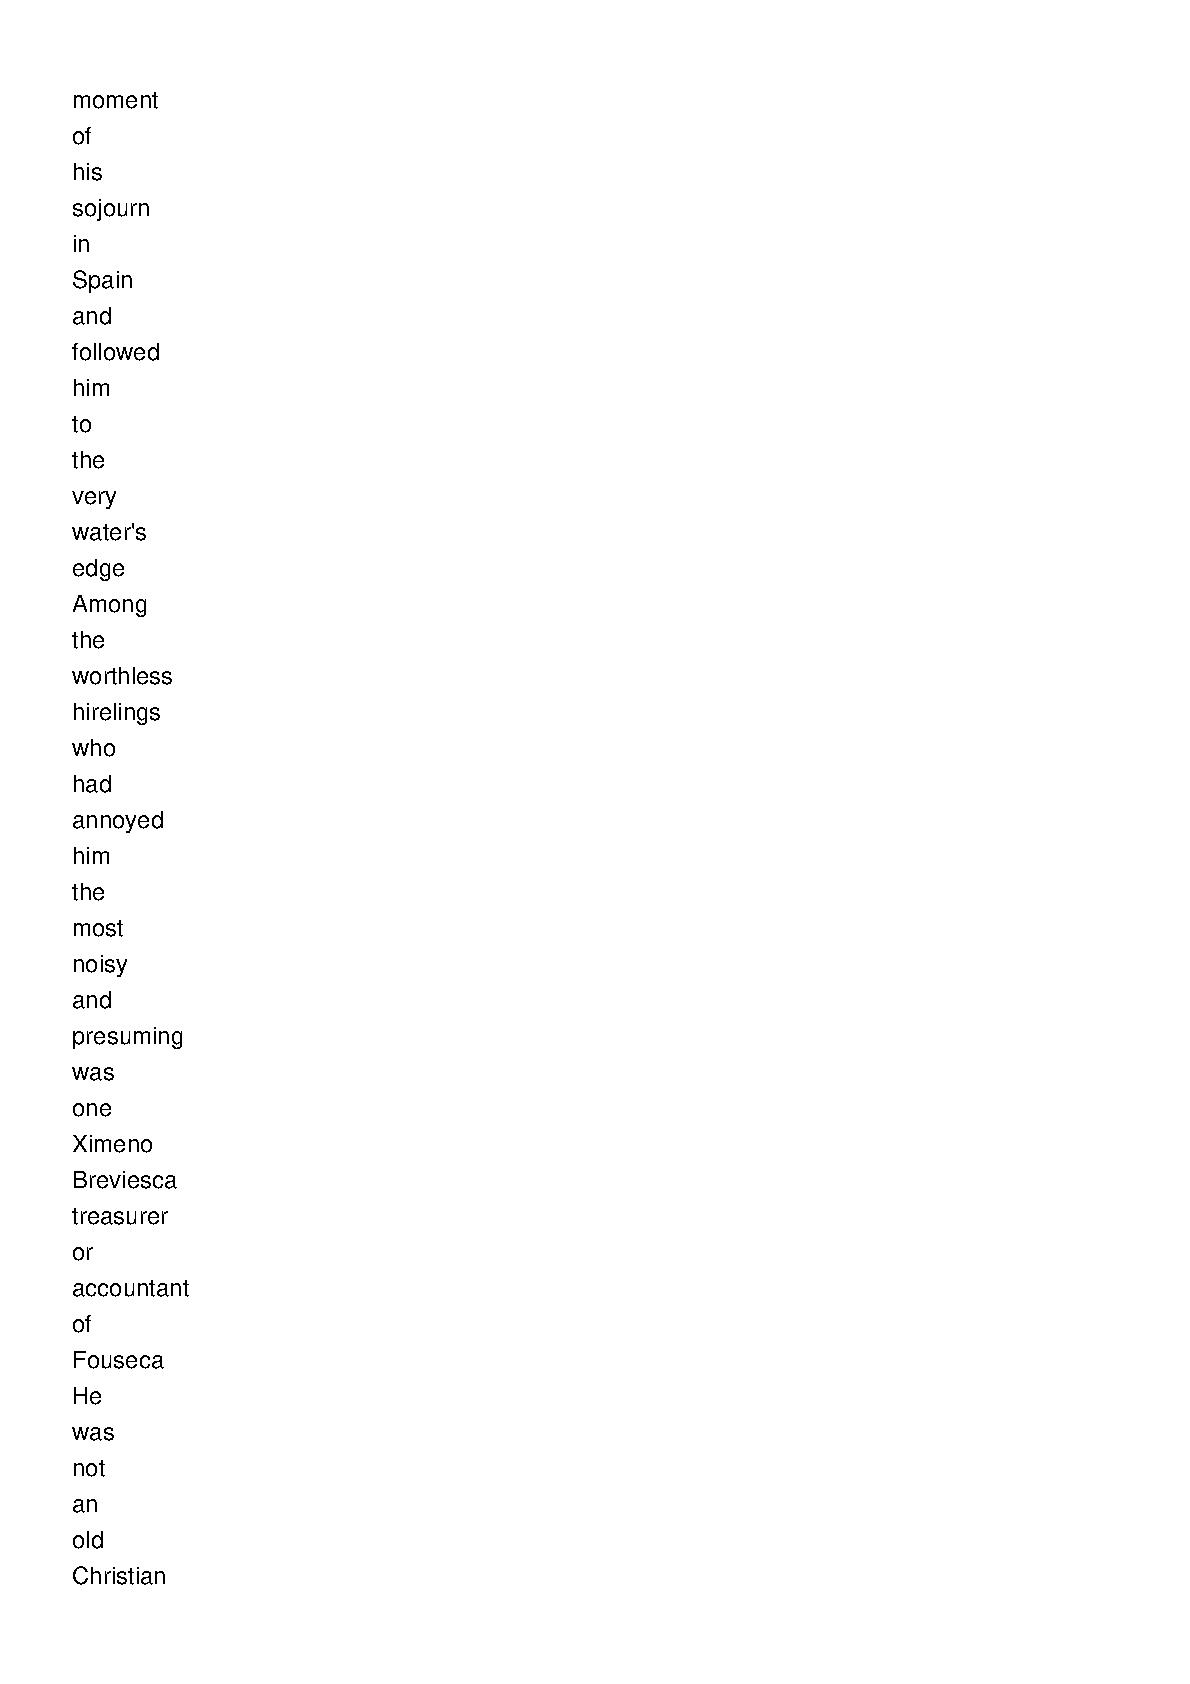 moment
of
his
sojourn
in
Spain
and
followed
him
to
the
very
water's
edge
Among
the
worthless
hirelings
who
had
annoyed
him
the
most
noisy
and
presuming
was
one
Ximeno
Breviesca
treasurer
or
accountant
of
Fouseca
He
was
not
an
old
Christian